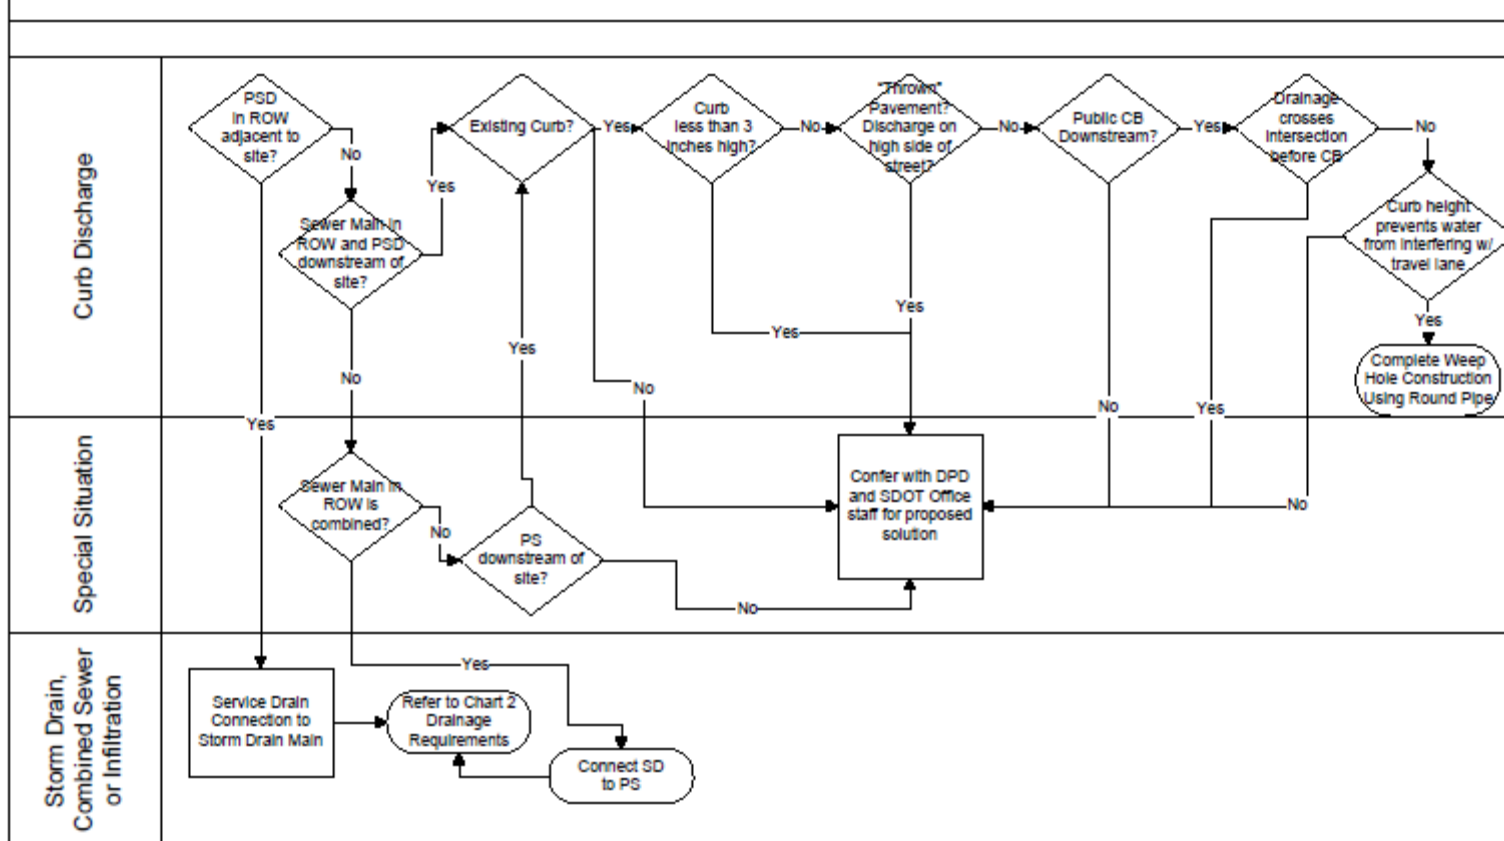 Curb Discharge
PSD
in ROW
adjacent to
site?
No
Sewer Main in
ROW and PSD
downstream of
site?
Yes
Existing Curb?
Yes
Curb
less than 3
inches high?
No
"Thrown"
Pavement?
Discharge on
high side of
street?
No
Public CB
Downstream?
Yes
Drainage
crosses
intersection
before CB
No
Curb height
prevents water
from interfering w/
travel lane
Yes
Complete Weep
Hole Construction
Using Round Pipe
No
Yes
Yes
No
Yes
Yes
No
Yes
Special Situation
Sewer Main in
ROW is
combined?
No
PS
downstream of
site?
No
Confer with DPD
and SDOT Office
staff for proposed
solution
No
Storm Drain,
Combined Sewer
or Infiltration
Yes
Service Drain
Connection to
Storm Drain Main
Refer to Chart 2
Drainage
Requirements
Connect SD
to PS